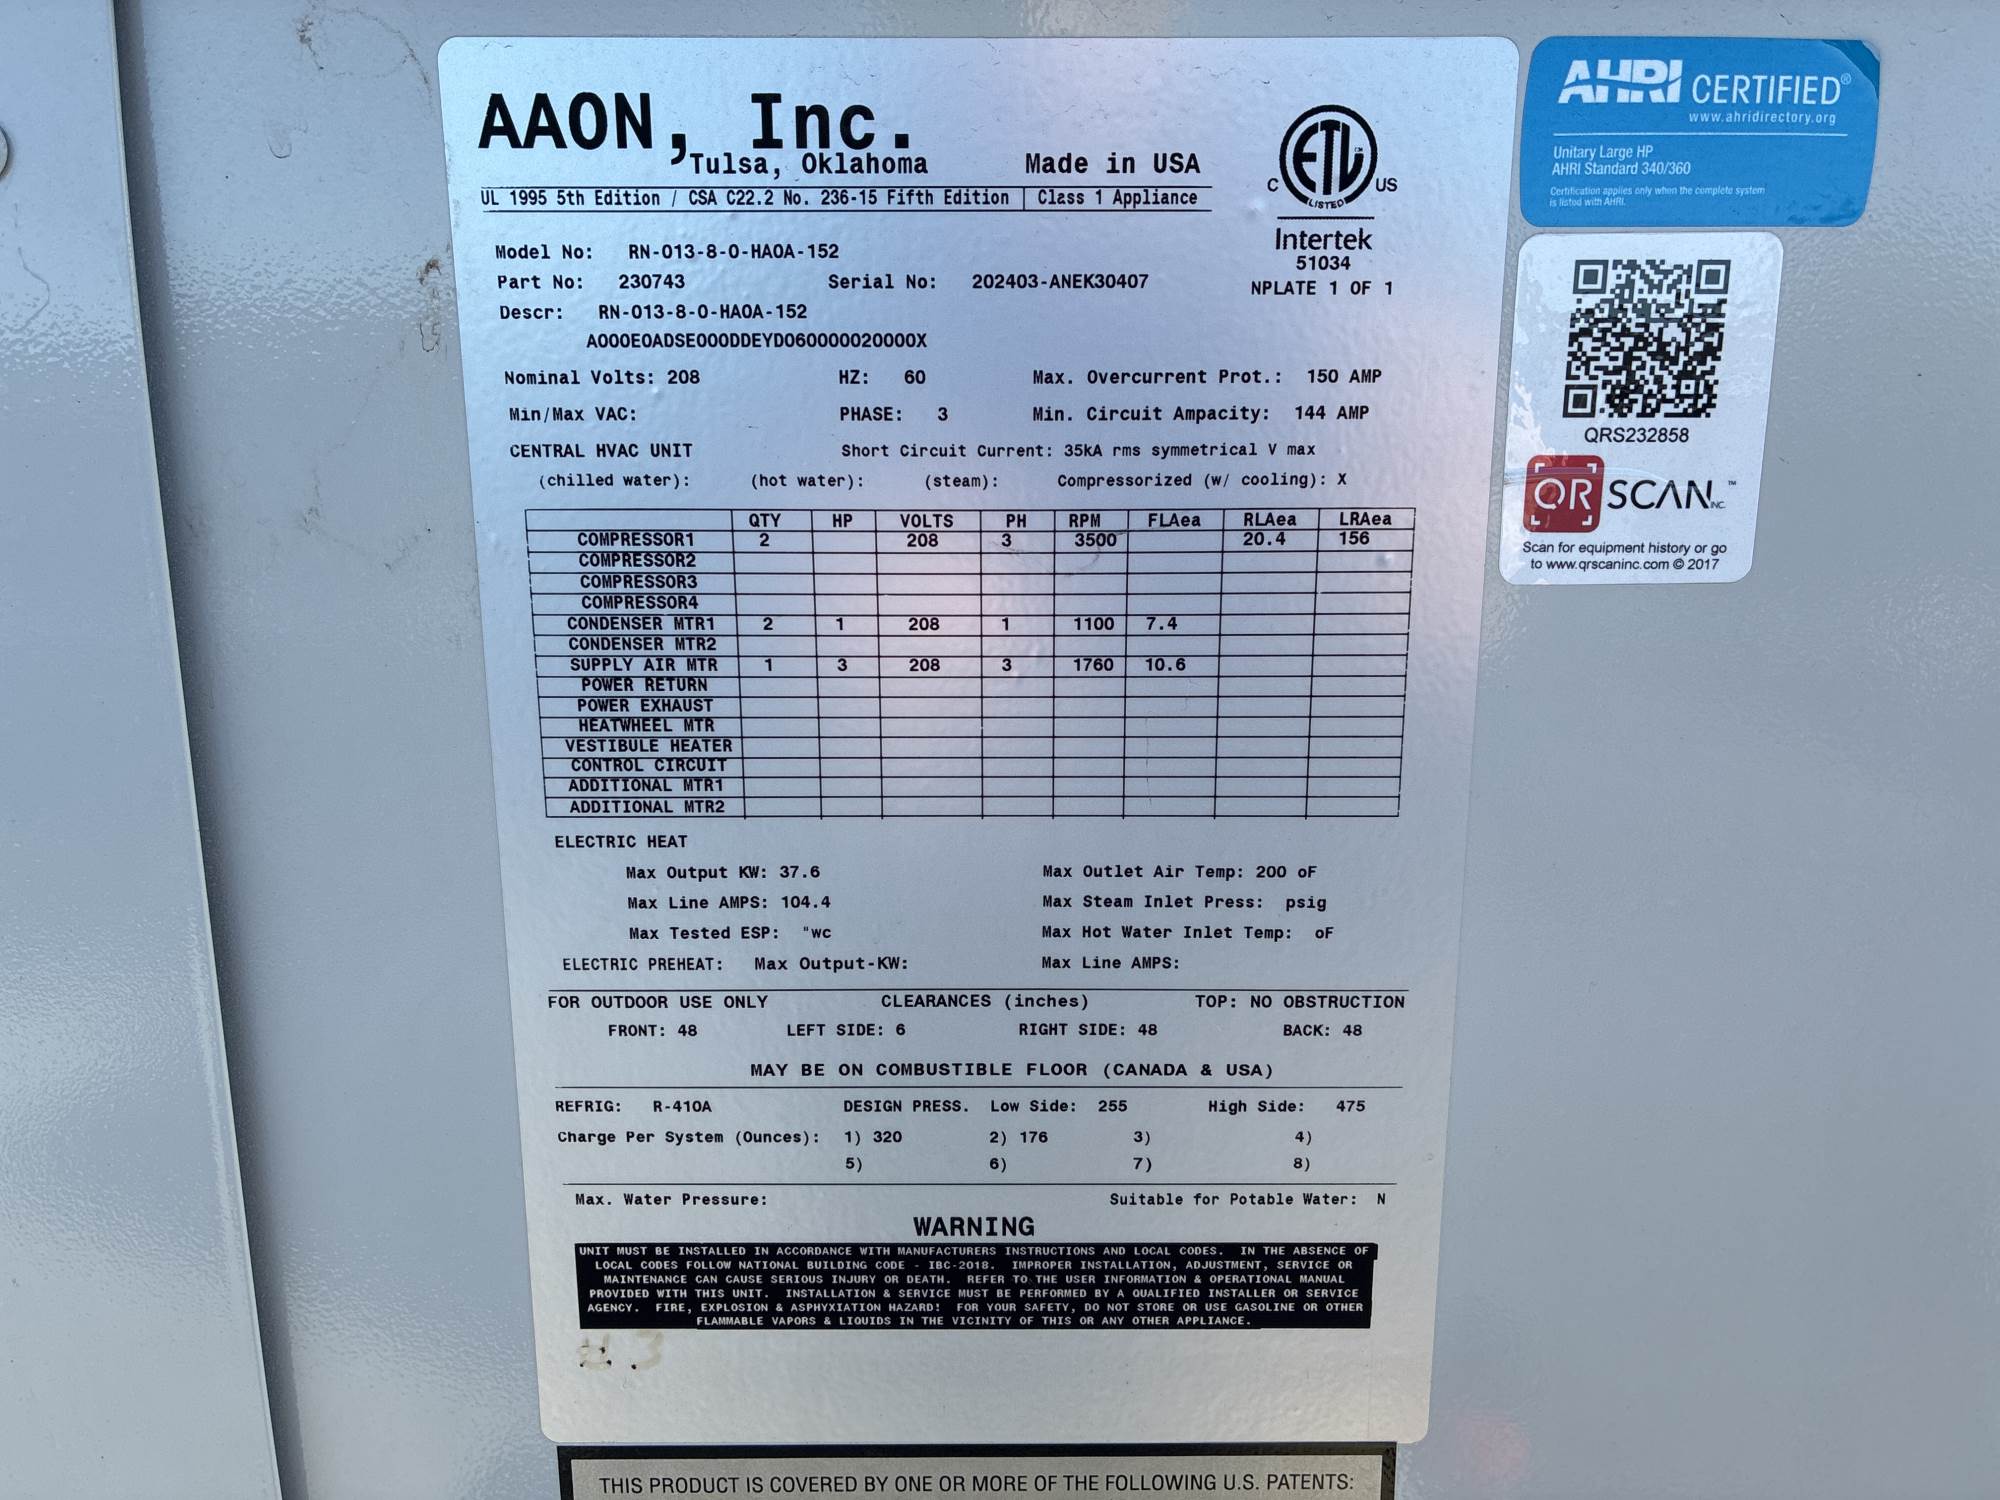 AAON, Inc.
Tulsa, Oklahoma Made in USA
UL 1995 5th Edition / CSA C22.2 No. 236-15 Fifth Edition | Class 1 Appliance
ETL
CM
LISTED
C US
Intertek
51034
NPLATE 1 OF 1
Model No: RN-013-8-0-HA0A-152
Part No: 230743 Serial No: 202403-ANEK30407
Descr: RN-013-8-0-HA0A-152
A000E0ADSE000DDEYD060000020000X
Nominal Volts: 208 HZ: 60 Max. Overcurrent Prot.: 150 AMP
Min/Max VAC: PHASE: 3 Min. Circuit Ampacity: 144 AMP
CENTRAL HVAC UNIT Short Circuit Current: 35kA rms symmetrical V max
(chilled water): (hot water): (steam): Compressorized (w/ cooling): X
QTY HP VOLTS PH RPM FLAea RLAea LRAea
COMPRESSOR1 2 208 3 3500 20.4 156
COMPRESSOR2
COMPRESSOR3
COMPRESSOR4
CONDENSER MTR1 2 1 208 1 1100 7.4
CONDENSER MTR2
SUPPLY AIR MTR 1 3 208 3 1760 10.6
POWER RETURN
POWER EXHAUST
HEATWHEEL MTR
VESTIBULE HEATER
CONTROL CIRCUIT
ADDITIONAL MTR1
ADDITIONAL MTR2
ELECTRIC HEAT
Max Output KW: 37.6 Max Outlet Air Temp: 200 oF
Max Line AMPS: 104.4 Max Steam Inlet Press: psig
Max Tested ESP: "wc Max Hot Water Inlet Temp: oF
ELECTRIC PREHEAT: Max Output-KW: Max Line AMPS:
FOR OUTDOOR USE ONLY CLEARANCES (inches) TOP: NO OBSTRUCTION
FRONT: 48 LEFT SIDE: 6 RIGHT SIDE: 48 BACK: 48
MAY BE ON COMBUSTIBLE FLOOR (CANADA & USA)
REFRIG: R-410A DESIGN PRESS. Low Side: 255 High Side: 475
Charge Per System (Ounces): 1) 320 2) 176 3) 4)
5) 6) 7) 8)
Max. Water Pressure: Suitable for Potable Water: N
WARNING
UNIT MUST BE INSTALLED IN ACCORDANCE WITH MANUFACTURERS INSTRUCTIONS AND LOCAL CODES. IN THE ABSENCE OF
LOCAL CODES FOLLOW NATIONAL BUILDING CODE - IBC-2018. IMPROPER INSTALLATION, ADJUSTMENT, SERVICE OR
MAINTENANCE CAN CAUSE SERIOUS INJURY OR DEATH. REFER TO THE USER INFORMATION & OPERATIONAL MANUAL
PROVIDED WITH THIS UNIT. INSTALLATION & SERVICE MUST BE PERFORMED BY A QUALIFIED INSTALLER OR SERVICE
AGENCY. FIRE, EXPLOSION & ASPHYXIATION HAZARD! FOR YOUR SAFETY, DO NOT STORE OR USE GASOLINE OR OTHER
FLAMMABLE VAPORS & LIQUIDS IN THE VICINITY OF THIS OR ANY OTHER APPLIANCE.
#3
THIS PRODUCT IS COVERED BY ONE OR MORE OF THE FOLLOWING U.S. PATENTS:
AHRI CERTIFIED®
www.ahridirectory.org
Unitary Large HP
AHRI Standard 340/360
Certification applies only when the complete system
is listed with AHRI.
QRS232858
QR SCAN INC.™
Scan for equipment history or go
to www.qrscaninc.com © 2017